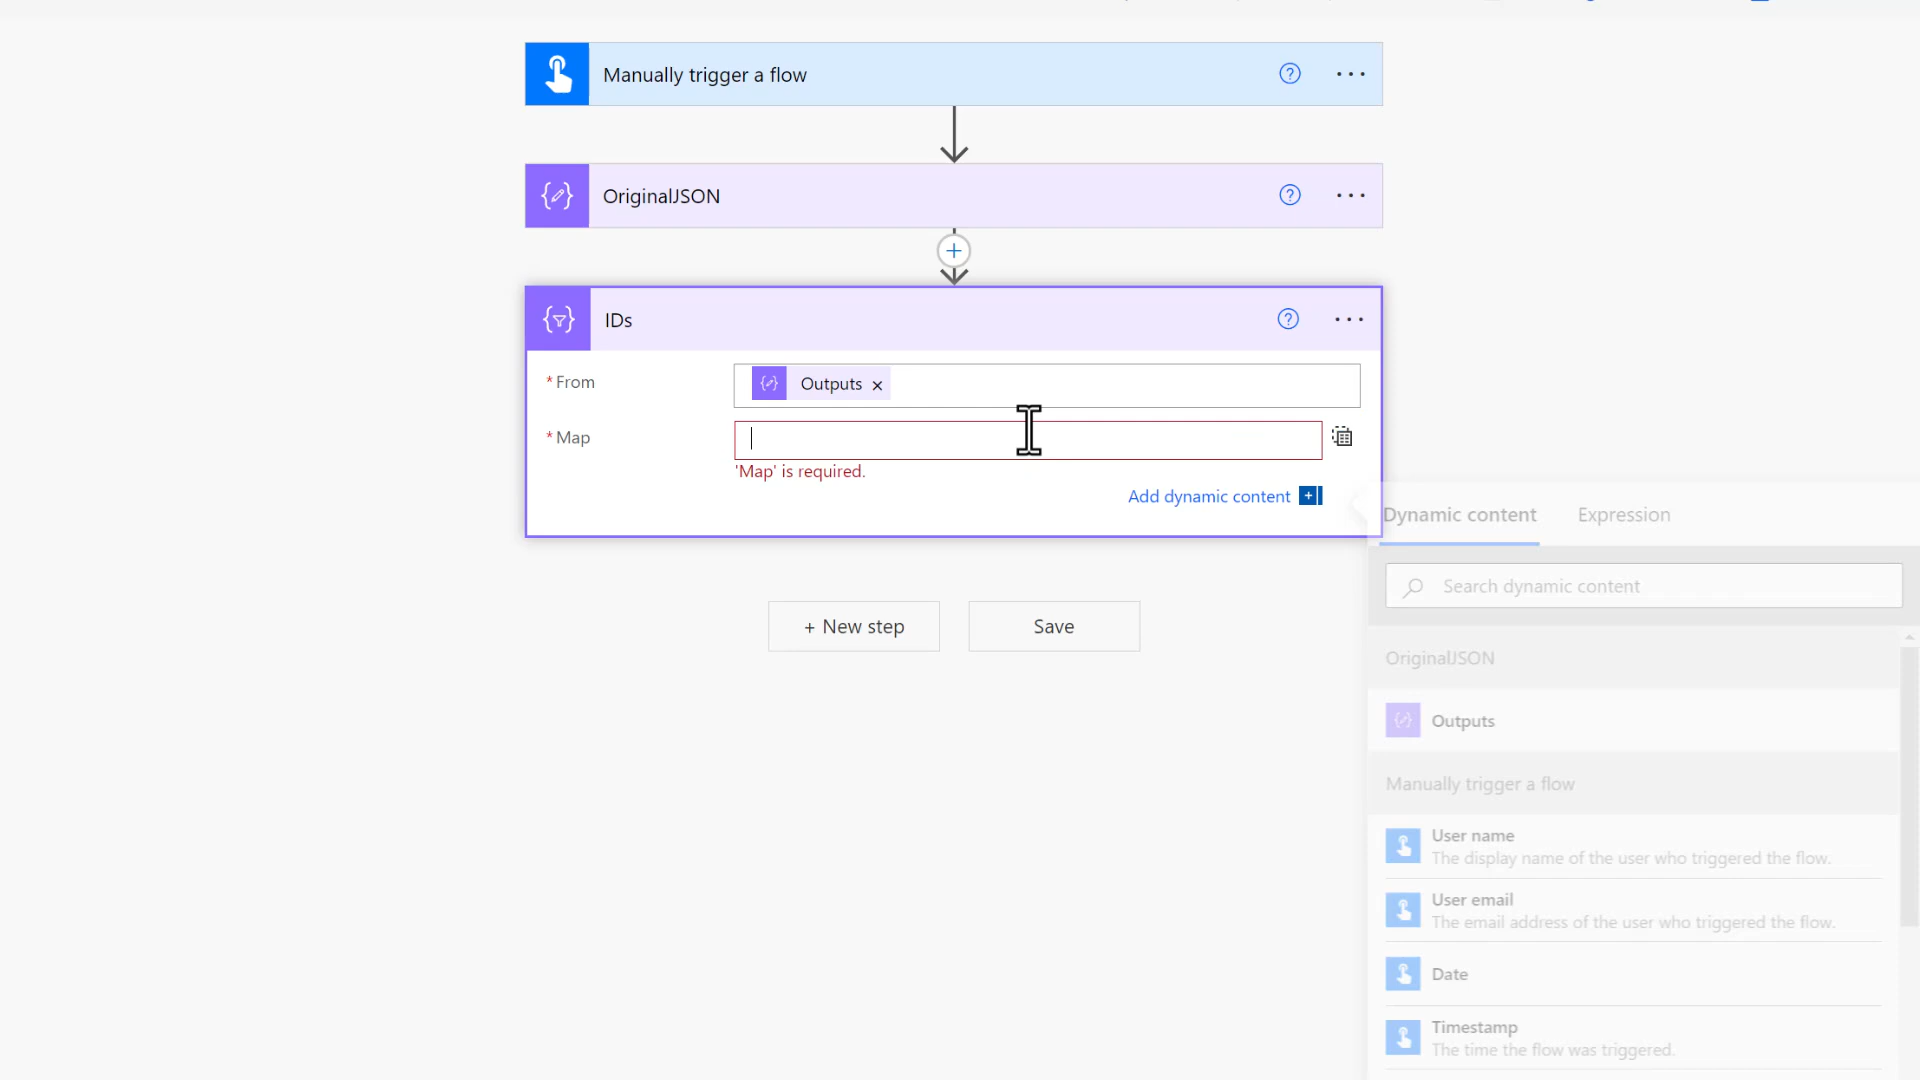 Manually trigger a flow
OriginalJSON
IDs
* From
Outputs
* Map
'Map' is required.
Add dynamic content
Dynamic content
Expression
Search dynamic content
OriginalJSON
Outputs
Manually trigger a flow
User name
The display name of the user who triggered the flow.
User email
The email address of the user who triggered the flow.
Date
Timestamp
The time the flow was triggered.
+ New step
Save